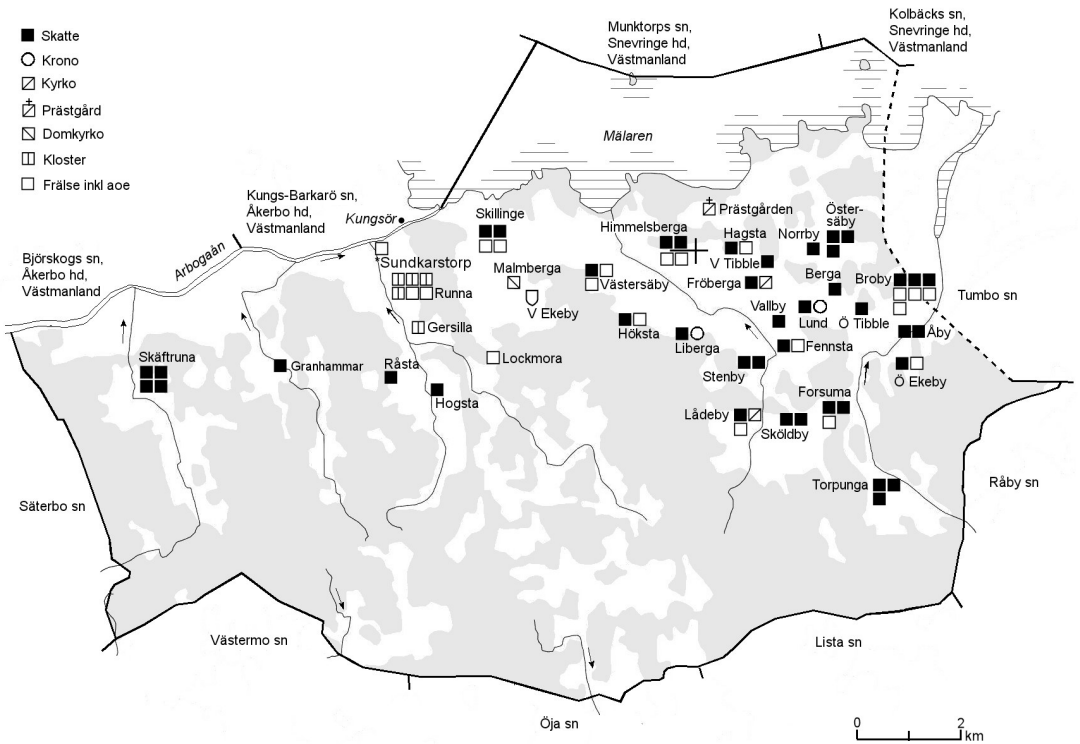 Skatte
Krono
Kyrko
Prästgård
Domkyrko
Kloster
Frälse inkl aoe
Munktorps sn,
Snevringe hd,
Västmanland
Kolbäcks sn,
Snevringe hd,
Västmanland
Mälaren
Kungs-Barkarö sn,
Åkerbo hd,
Västmanland
Kungsör
Arbogaån
Björskogs sn,
Åkerbo hd,
Västmanland
Skillinge
Himmelsberga
Prästgården
Hagsta
V Tibble
Norrby
Öster-
säby
*Sundkarstorp
Malmberga
Runna
V Ekeby
Västersäby
Fröberga
Berga
Broby
Tumbo sn
Vallby
Lund
Ö Tibble
Gersilla
Höksta
Liberga
Fennsta
Åby
Lockmora
Stenby
Ö Ekeby
Skäftruna
Granhammar
Råsta
Hogsta
Forsuma
Lådeby
Sköldby
Torpunga
Råby sn
Säterbo sn
Västermo sn
Lista sn
Öja sn
0 2
km